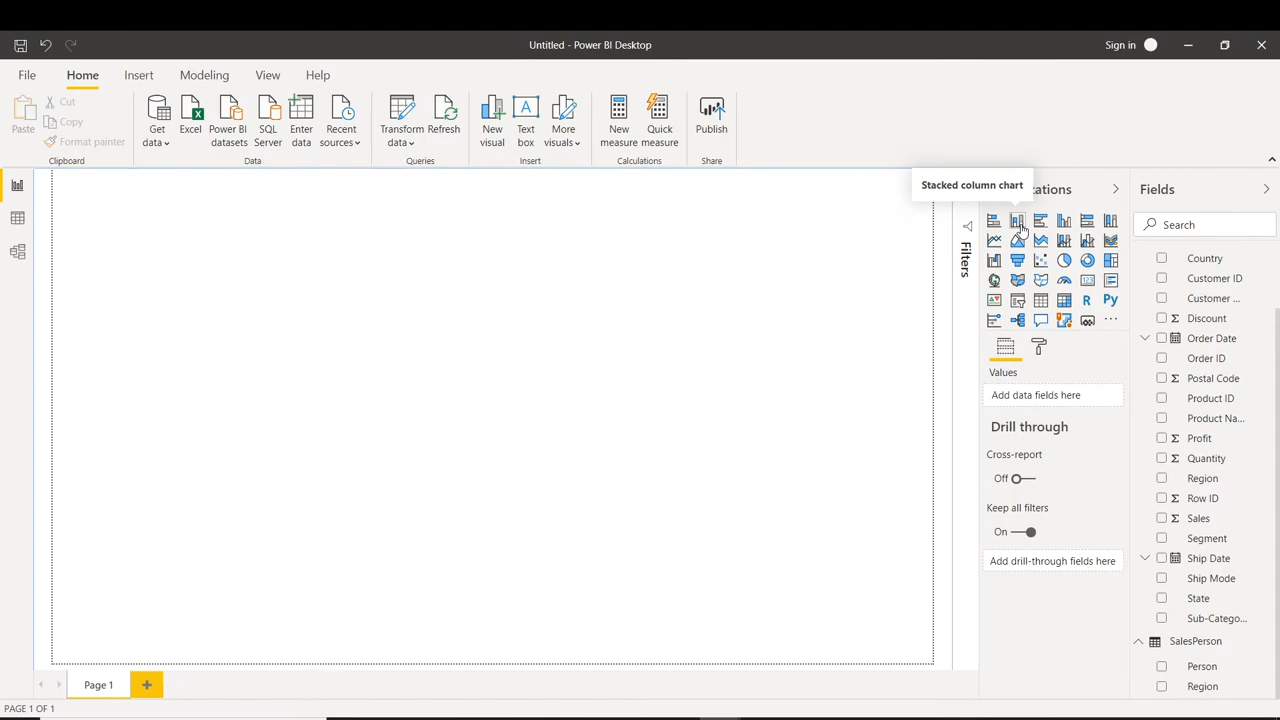 Untitled - Power BI Desktop
Sign in
File Home Insert Modeling View Help
Paste
Cut
Copy
Format painter
Clipboard
Get data
Excel
Power BI datasets
SQL Server
Enter data
Recent sources
Data
Transform data
Refresh
Queries
New visual
Text box
More visuals
Insert
New measure
Quick measure
Calculations
Publish
Share
Stacked column chart
Filters
R
Py
Values
Add data fields here
Drill through
Cross-report
Off
Keep all filters
On
Add drill-through fields here
Fields
Search
Country
Customer ID
Customer ...
Discount
Order Date
Order ID
Postal Code
Product ID
Product Na...
Profit
Quantity
Region
Row ID
Sales
Segment
Ship Date
Ship Mode
State
Sub-Catego...
SalesPerson
Person
Region
Page 1
PAGE 1 OF 1